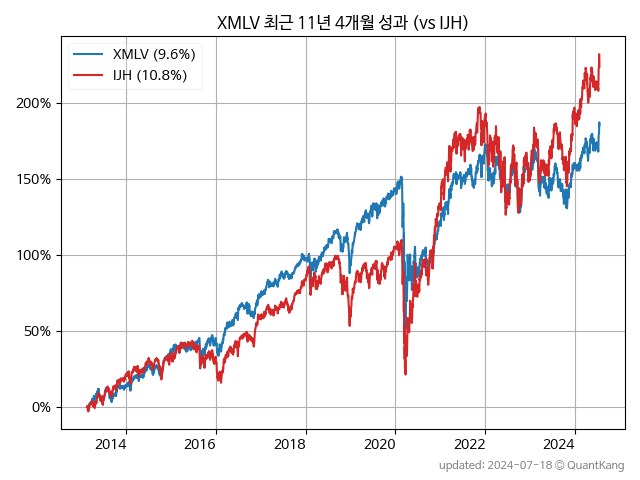 XMLV 최근 11년 4개월 성과 (vs IJH)
XMLV (9.6%)
IJH (10.8%)
200%
150%
100%
50%
0%
2014 2016 2018 2020 2022 2024
updated: 2024-07-18 © QuantKang